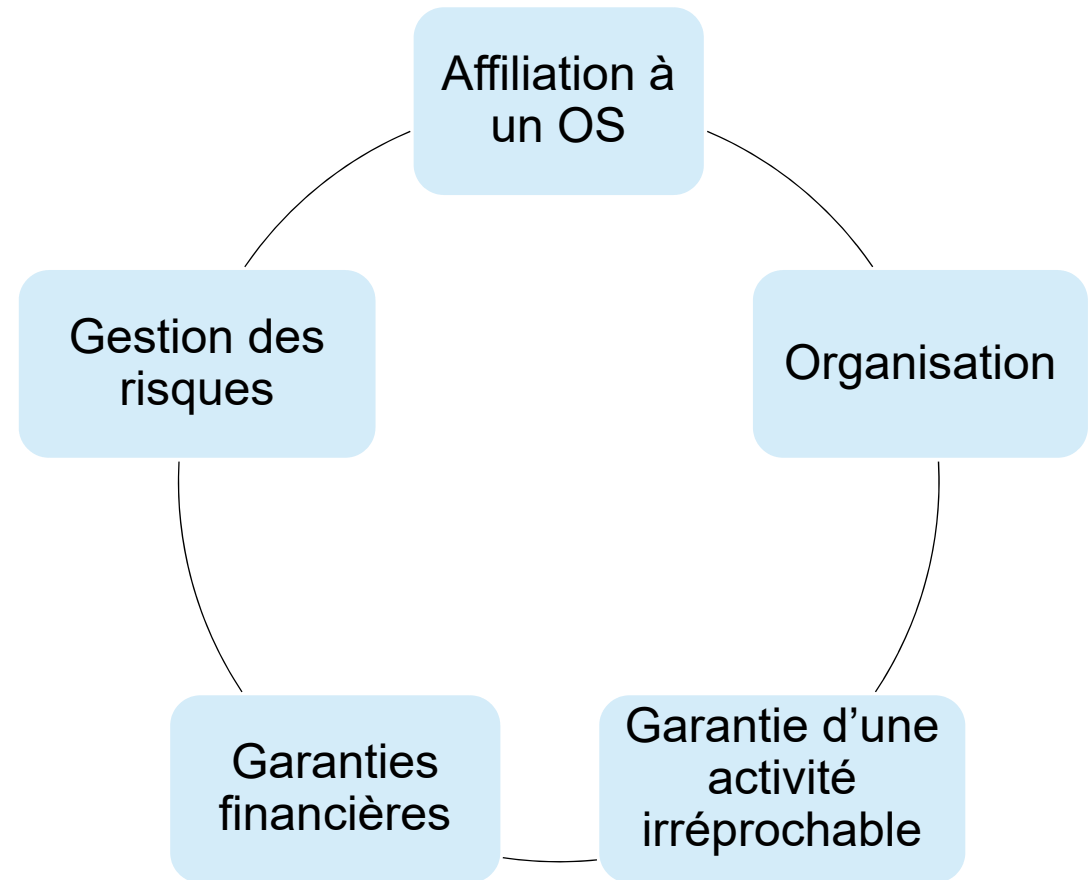 Affiliation à
un OS
Organisation
Garantie d’une
activité
irréprochable
Garanties
financières
Gestion des
risques